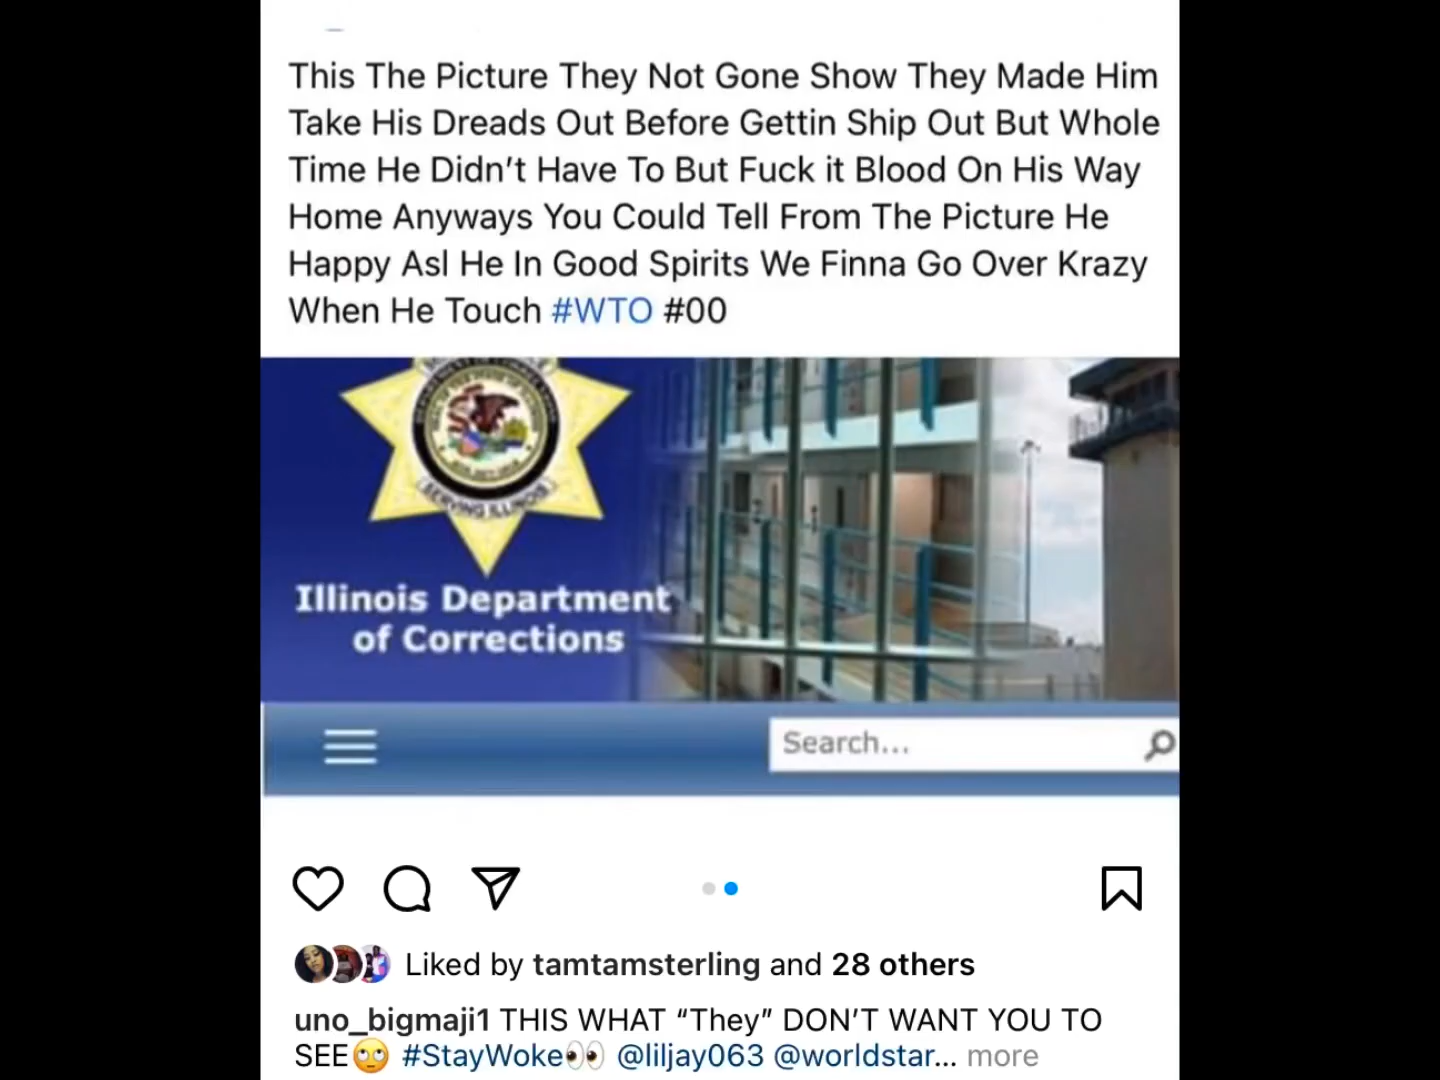 This The Picture They Not Gone Show They Made Him
Take His Dreads Out Before Gettin Ship Out But Whole
Time He Didn't Have To But Fuck it Blood On His Way
Home Anyways You Could Tell From The Picture He
Happy Asl He In Good Spirits We Finna Go Over Krazy
When He Touch #WTO #00
SERVING ILLINOIS
Illinois Department
of Corrections
Search...
Liked by tamtamsterling and 28 others
uno_bigmaji1 THIS WHAT “They” DON'T WANT YOU TO
SEE🙄 #StayWoke👀 @liljay063 @worldstar... more